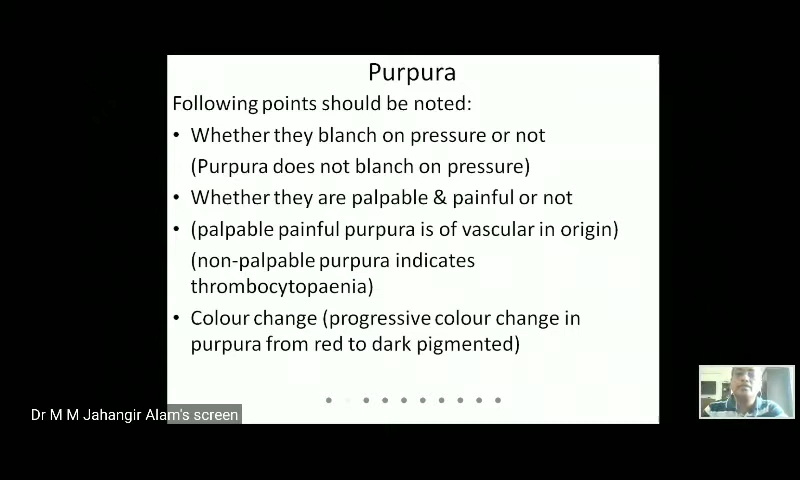 Purpura
Following points should be noted:
• Whether they blanch on pressure or not
(Purpura does not blanch on pressure)
• Whether they are palpable & painful or not
• (palpable painful purpura is of vascular in origin)
(non-palpable purpura indicates
thrombocytopaenia)
• Colour change (progressive colour change in
purpura from red to dark pigmented)
Dr M M Jahangir Alam's screen